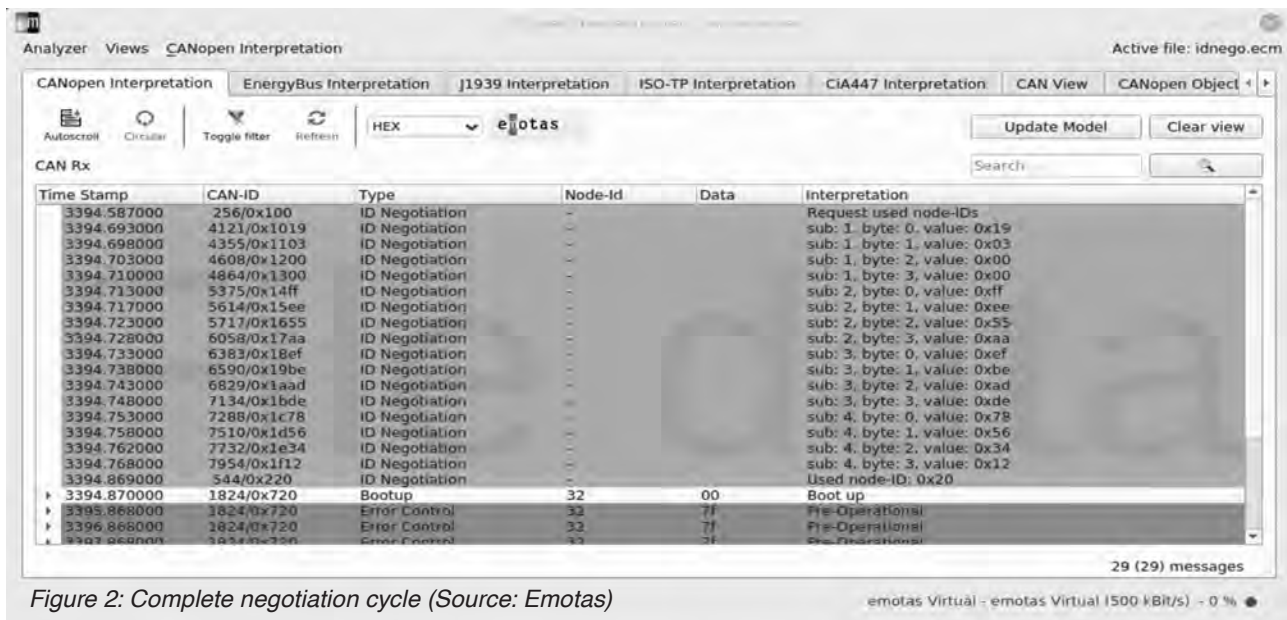 Analyzer Views CANopen Interpretation Active file: idnego.ecm
CANopen Interpretation EnergyBus Interpretation J1939 Interpretation ISO-TP Interpretation CiA447 Interpretation CAN View CANopen Object
Autoscroll Circular Toggle filter Refresh HEX emotas Update Model Clear view
CAN Rx Search
Time Stamp CAN-ID Type Node-Id Data Interpretation
3394.587000 256/0x100 ID Negotiation - Request used node-IDs
3394.693000 4121/0x1019 ID Negotiation - sub: 1, byte: 0, value: 0x19
3394.698000 4355/0x1103 ID Negotiation - sub: 1, byte: 1, value: 0x03
3394.703000 4608/0x1200 ID Negotiation - sub: 1, byte: 2, value: 0x00
3394.710000 4864/0x1300 ID Negotiation - sub: 1, byte: 3, value: 0x00
3394.713000 5375/0x14ff ID Negotiation - sub: 2, byte: 0, value: 0xff
3394.717000 5614/0x15ee ID Negotiation - sub: 2, byte: 1, value: 0xee
3394.723000 5717/0x1655 ID Negotiation - sub: 2, byte: 2, value: 0x55
3394.728000 6058/0x17aa ID Negotiation - sub: 2, byte: 3, value: 0xaa
3394.733000 6383/0x18ef ID Negotiation - sub: 3, byte: 0, value: 0xef
3394.738000 6590/0x19be ID Negotiation - sub: 3, byte: 1, value: 0xbe
3394.743000 6829/0x1aad ID Negotiation - sub: 3, byte: 2, value: 0xad
3394.748000 7134/0x1bde ID Negotiation - sub: 3, byte: 3, value: 0xde
3394.753000 7288/0x1c78 ID Negotiation - sub: 4, byte: 0, value: 0x78
3394.758000 7510/0x1d56 ID Negotiation - sub: 4, byte: 1, value: 0x56
3394.762000 7732/0x1e34 ID Negotiation - sub: 4, byte: 2, value: 0x34
3394.768000 7954/0x1f12 ID Negotiation - sub: 4, byte: 3, value: 0x12
3394.869000 544/0x220 ID Negotiation - Used node-ID: 0x20
3394.870000 1824/0x720 Bootup 32 00 Boot up
3395.868000 1824/0x720 Error Control 32 7f Pre-Operational
3396.868000 1824/0x720 Error Control 32 7f Pre-Operational
3397.868000 1824/0x720 Error Control 32 7f Pre-Operational
29 (29) messages
Figure 2: Complete negotiation cycle (Source: Emotas) emotas Virtual - emotas Virtual (500 kBit/s) - 0 %